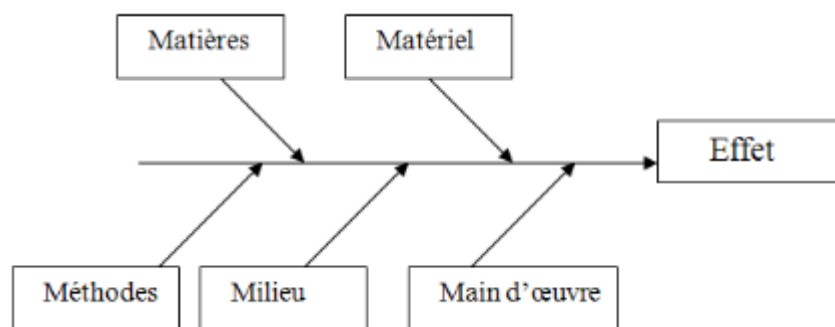 Matières
Matériel
Effet
Méthodes
Milieu
Main d'œuvre